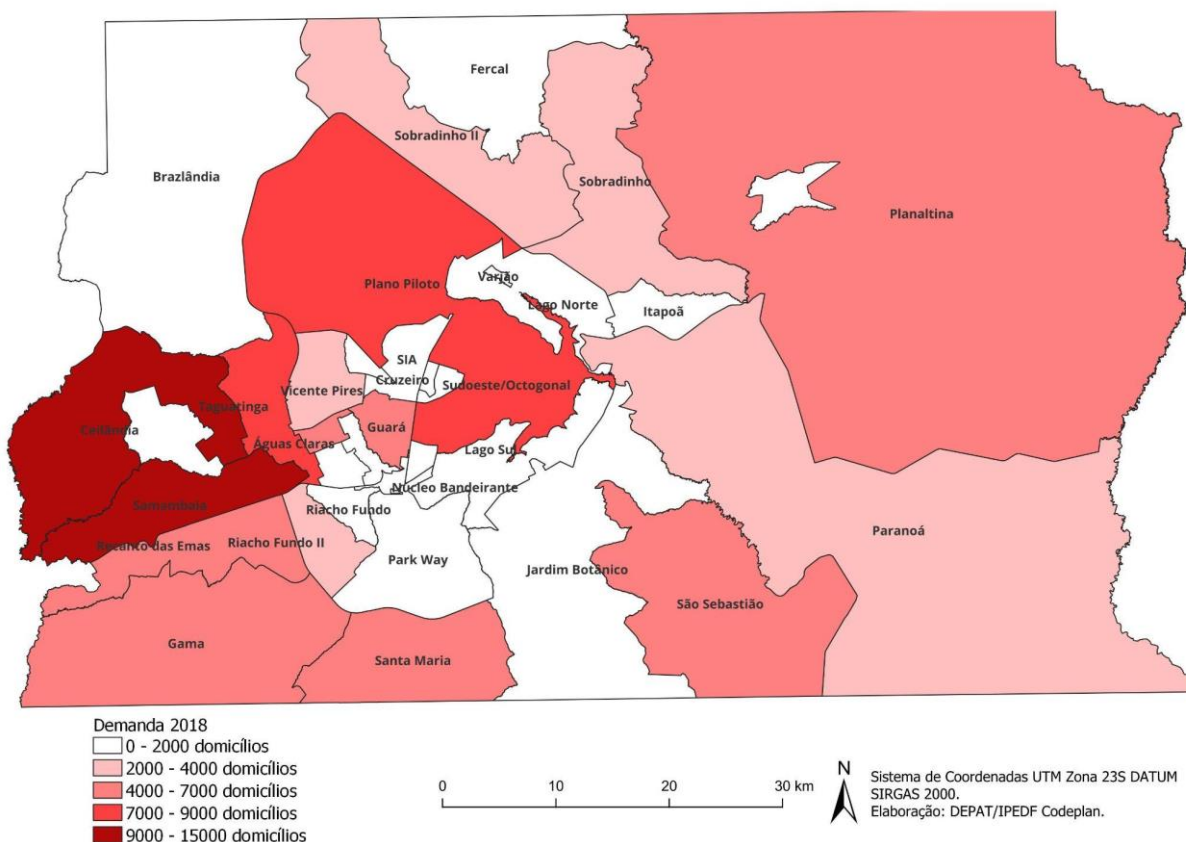 Fercal
Sobradinho II
Brazlândia
Sobradinho
Planaltina
Varjão
Plano Piloto
Lago Norte
Itapoã
SIA
Cruzeiro
Sudoeste/Octogonal
Vicente Pires
Taguatinga
Ceilândia
Guará
Águas Claras
Lago Sul
Núcleo Bandeirante
Samambaia
Riacho Fundo
Paranoá
Recanto das Emas
Riacho Fundo II
Park Way
Jardim Botânico
São Sebastião
Gama
Santa Maria
Demanda 2018
0 - 2000 domicílios
2000 - 4000 domicílios
4000 - 7000 domicílios
7000 - 9000 domicílios
9000 - 15000 domicílios
0 10 20 30 km
N
Sistema de Coordenadas UTM Zona 23S DATUM
SIRGAS 2000.
Elaboração: DEPAT/IPEDF Codeplan.